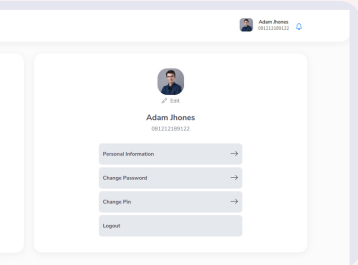 Adam Jhones
081212189122
Edit
Adam Jhones
081212189122
Personal Information
Change Password
Change Pin
Logout